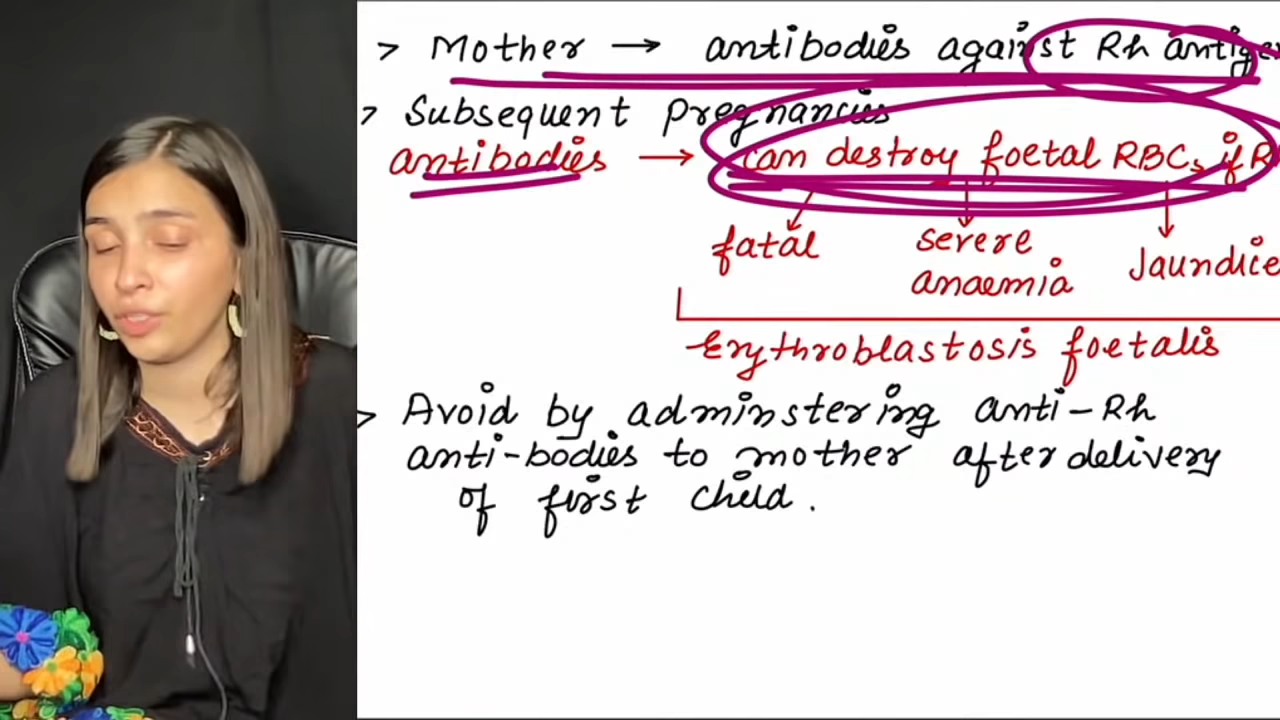 > Mother → antibodies against Rh antigen
> Subsequent pregnancies
antibodies → can destroy foetal RBCs if R
fatal severe anaemia Jaundice
Erythroblastosis foetalis
> Avoid by adminstering anti-Rh
anti-bodies to mother after delivery
of first child.